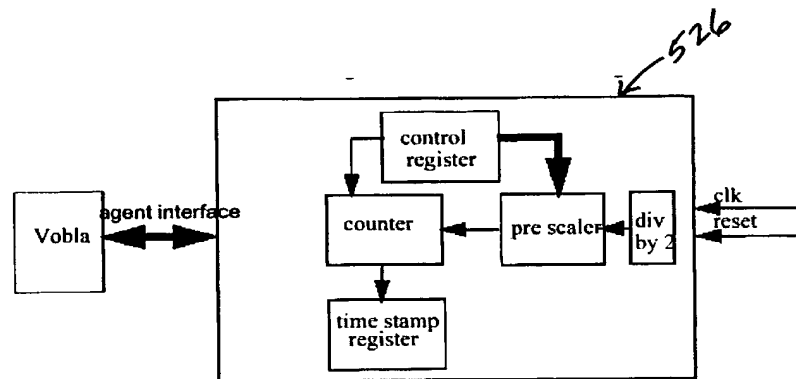 526
control
register
agent interface
Vobla
counter
pre scaler
div
by 2
clk
reset
time stamp
register